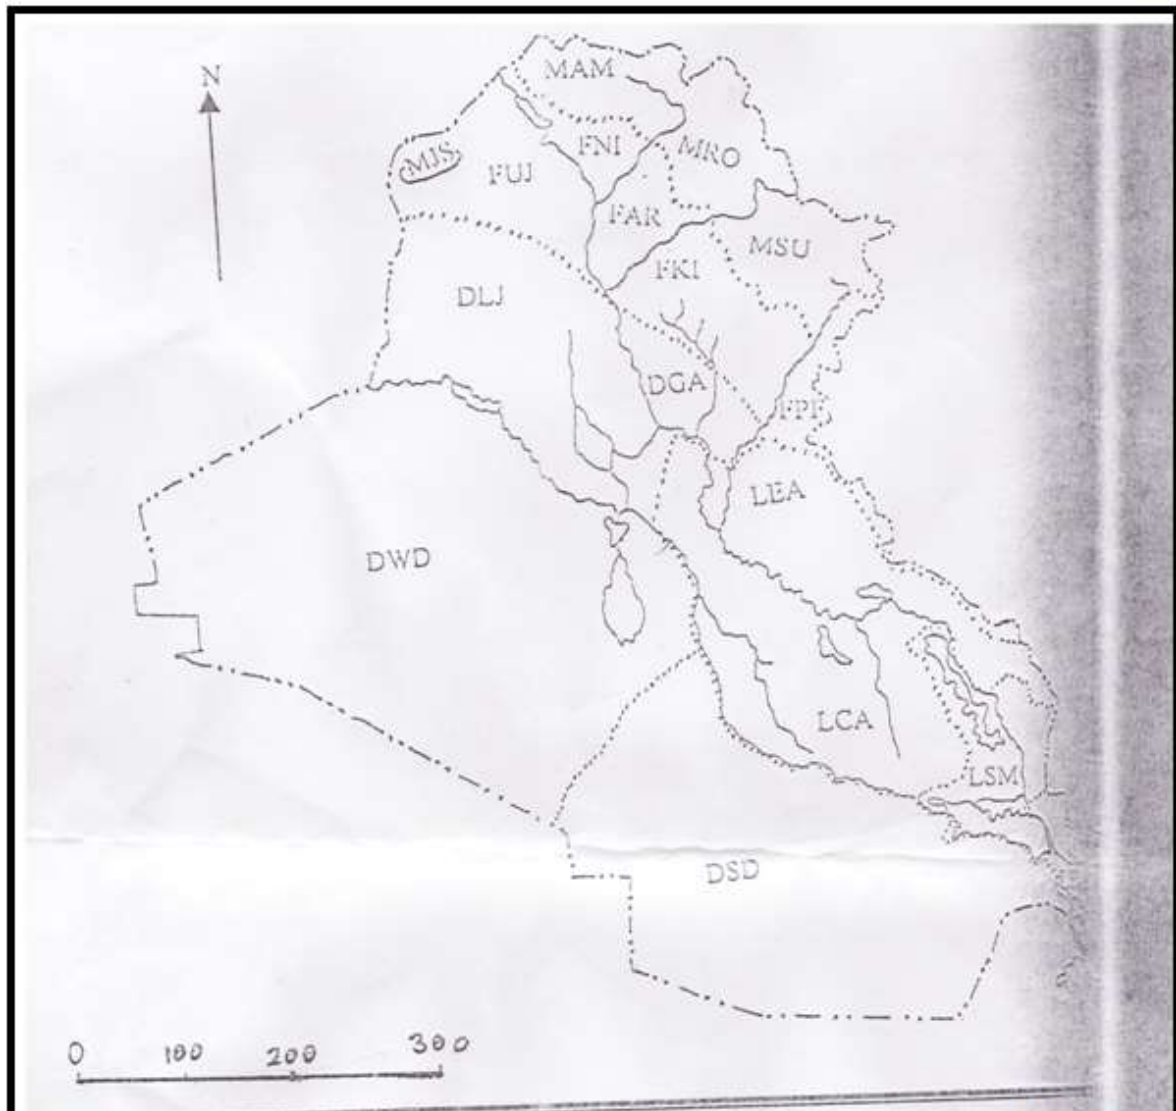 N
MAM
FNI
MRO
MJS
FUJ
FAR
MSU
FKI
DLJ
DGA
FPF
LEA
DWD
LCA
LSM
DSD
0 100 200 300